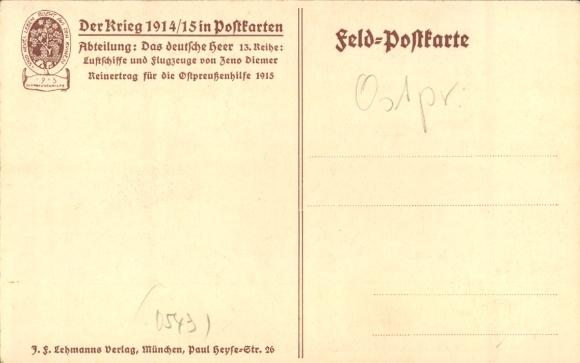 Der Krieg 1914/15 in Postkarten
Abteilung: Das deutsche Heer 13. Reihe:
Luftschiffe und Flugzeuge von Zeno Diemer
Reinertrag für die Ostpreußenhilfe 1915
Feld=Postkarte
Ostpr.
(0543)
J. F. Lehmanns Verlag, München, Paul Heyse-Str. 26